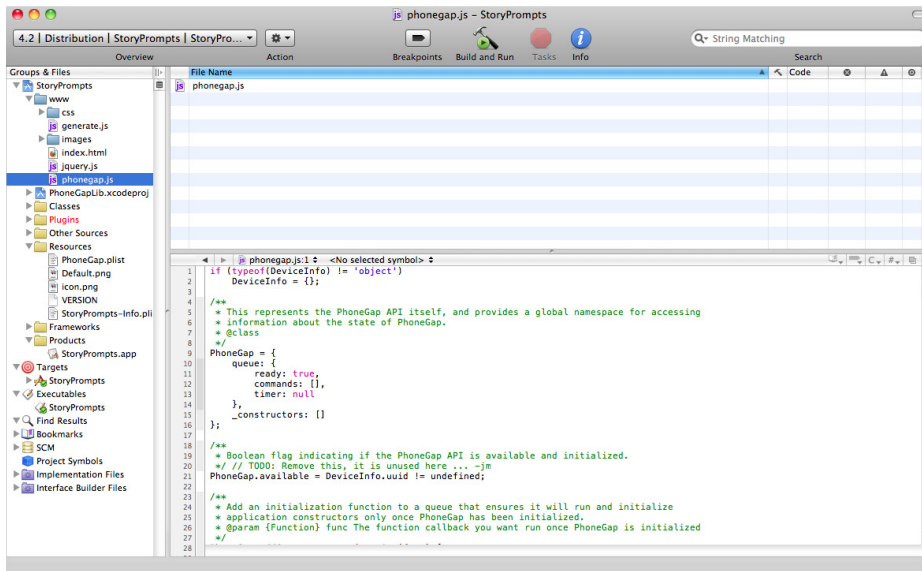 phonegap.js – StoryPrompts
4.2 | Distribution | StoryPrompts | StoryPro...
String Matching
Overview
Action
Breakpoints
Build and Run
Tasks
Info
Search
Groups & Files
File Name
Code
StoryPrompts
www
css
generate.js
images
index.html
jquery.js
phonegap.js
PhoneGapLib.xcodeproj
Classes
Plugins
Other Sources
Resources
PhoneGap.plist
Default.png
icon.png
VERSION
StoryPrompts-Info.pli
Frameworks
Products
StoryPrompts.app
Targets
StoryPrompts
Executables
StoryPrompts
Find Results
Bookmarks
SCM
Project Symbols
Implementation Files
Interface Builder Files
js phonegap.js
phonegap.js:1 <No selected symbol> C #
1 if (typeof(DeviceInfo) != 'object')
2 DeviceInfo = {};
3
4 /**
5 * This represents the PhoneGap API itself, and provides a global namespace for accessing
6 * information about the state of PhoneGap.
7 * @class
8 */
9 PhoneGap = {
10 queue: {
11 ready: true,
12 commands: [],
13 timer: null
14 },
15 _constructors: []
16 };
17
18 /**
19 * Boolean flag indicating if the PhoneGap API is available and initialized.
20 */ // TODO: Remove this, it is unused here ... -jm
21 PhoneGap.available = DeviceInfo.uuid != undefined;
22
23 /**
24 * Add an initialization function to a queue that ensures it will run and initialize
25 * application constructors only once PhoneGap has been initialized.
26 * @param {Function} func The function callback you want run once PhoneGap is initialized
27 */
28